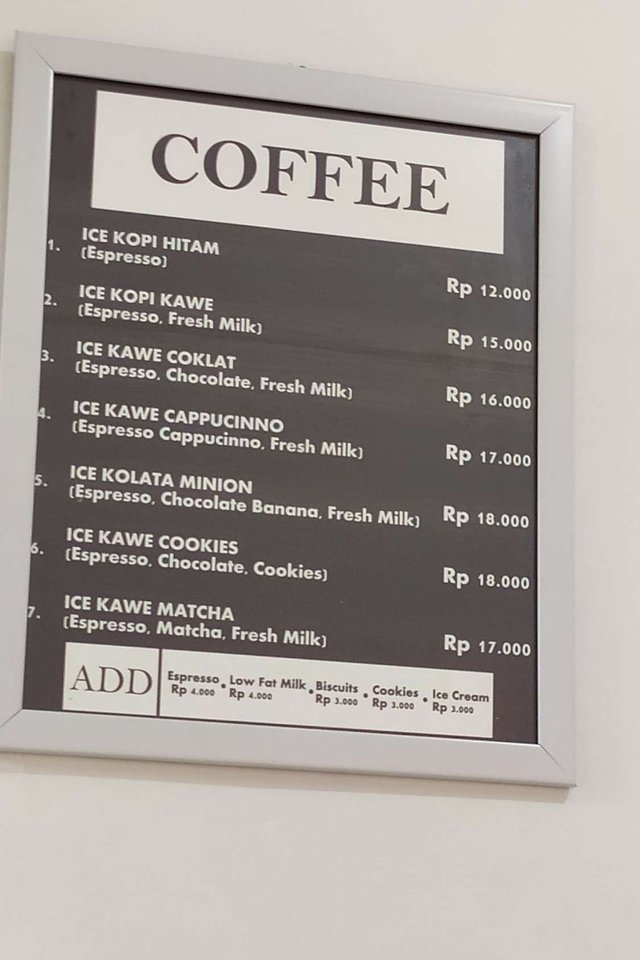 COFFEE
1. ICE KOPI HITAM
(Espresso)
Rp 12.000
2. ICE KOPI KAWE
(Espresso, Fresh Milk)
Rp 15.000
3. ICE KAWE COKLAT
(Espresso, Chocolate, Fresh Milk)
Rp 16.000
4. ICE KAWE CAPPUCINNO
(Espresso Cappucinno, Fresh Milk)
Rp 17.000
5. ICE KOLATA MINION
(Espresso, Chocolate Banana, Fresh Milk)
Rp 18.000
6. ICE KAWE COOKIES
(Espresso, Chocolate, Cookies)
Rp 18.000
7. ICE KAWE MATCHA
(Espresso, Matcha, Fresh Milk)
Rp 17.000
ADD
Espresso • Low Fat Milk • Biscuits • Cookies • Ice Cream
Rp 4.000 Rp 4.000 Rp 3.000 Rp 3.000 Rp 3.000